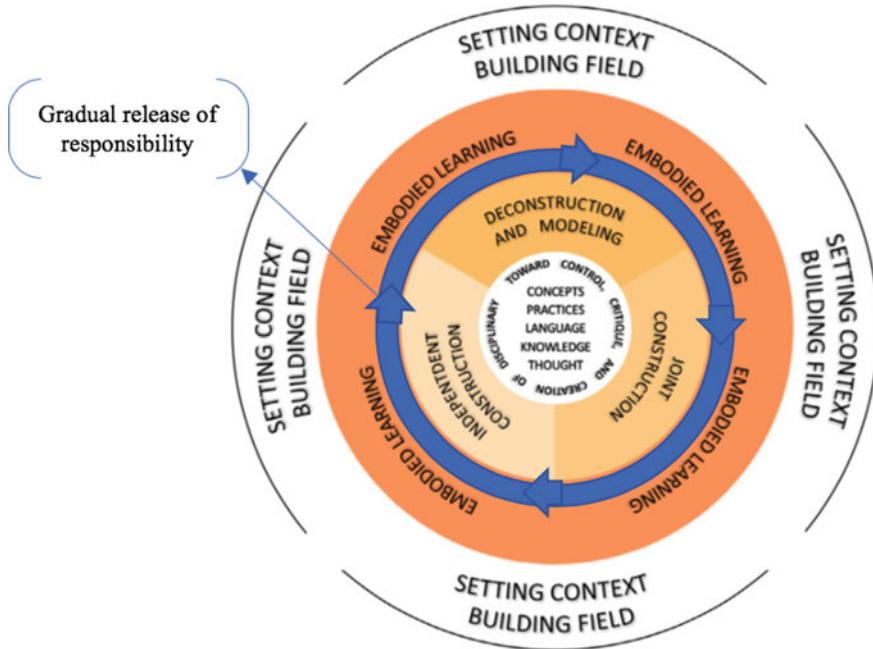 SETTING CONTEXT
BUILDING FIELD
Gradual release of
responsibility
EMBODIED LEARNING
EMBODIED LEARNING
DECONSTRUCTION
AND MODELING
SETTING CONTEXT
BUILDING FIELD
SETTING CONTEXT
BUILDING FIELD
TOWARD CONTROL, CRITIQUE, AND CREATION OF DISCIPLINARY
CONCEPTS
PRACTICES
LANGUAGE
KNOWLEDGE
THOUGHT
JOINT
CONSTRUCTION
INDEPENDENT
CONSTRUCTION
EMBODIED LEARNING
EMBODIED LEARNING
SETTING CONTEXT
BUILDING FIELD